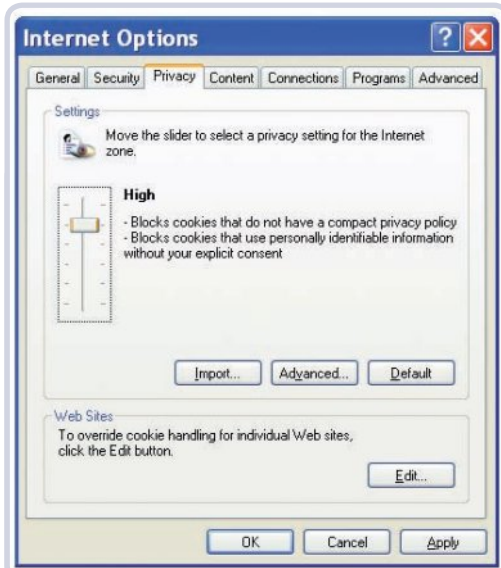 Internet Options
General Security Privacy Content Connections Programs Advanced
Settings
Move the slider to select a privacy setting for the Internet
zone.
High
- Blocks cookies that do not have a compact privacy policy
- Blocks cookies that use personally identifiable information
without your explicit consent
Import... Advanced... Default
Web Sites
To override cookie handling for individual Web sites,
click the Edit button.
Edit...
OK Cancel Apply